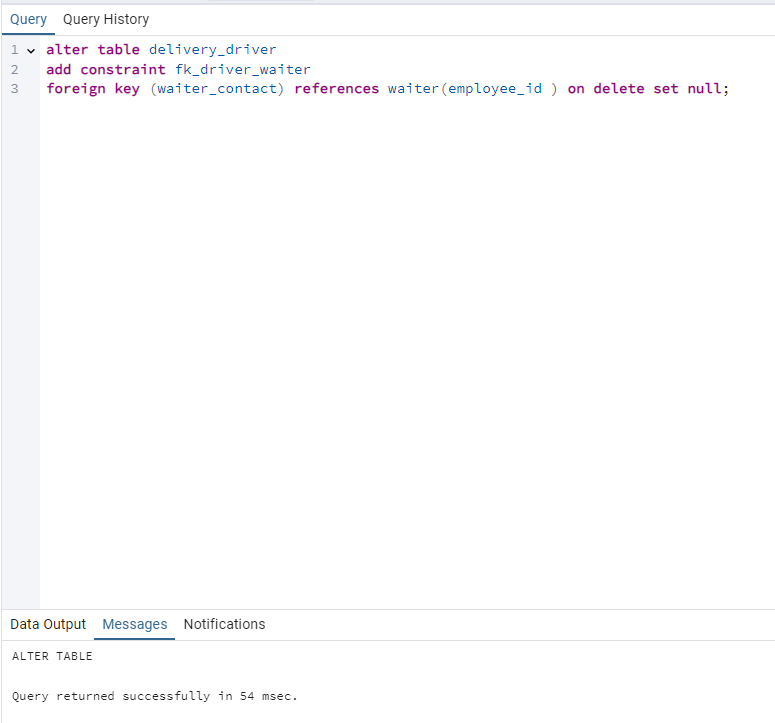 Query Query History
1 alter table delivery_driver
2 add constraint fk_driver_waiter
3 foreign key (waiter_contact) references waiter(employee_id ) on delete set null;
Data Output Messages Notifications
ALTER TABLE
Query returned successfully in 54 msec.